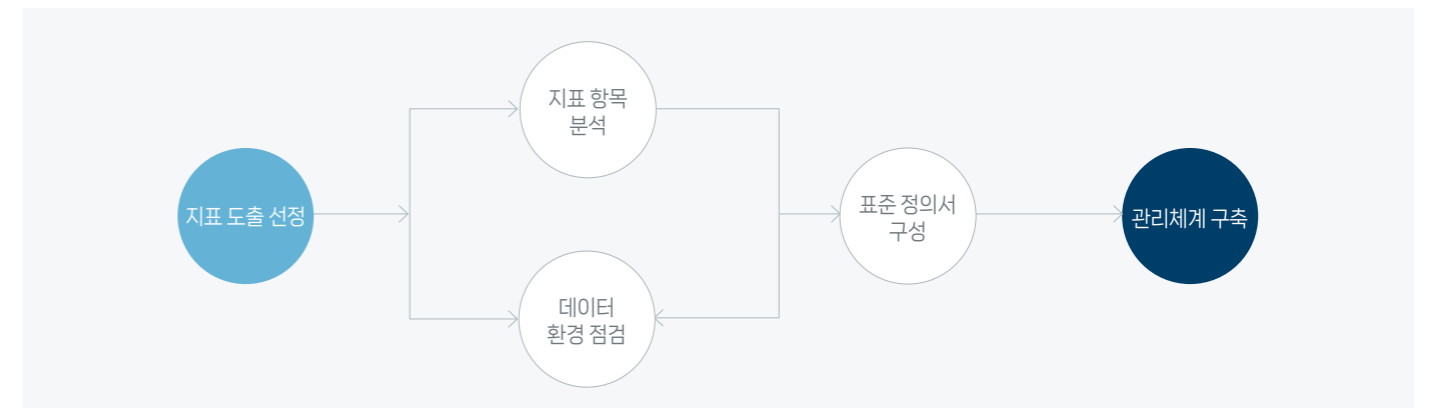 지표 도출 선정
지표 항목
분석
데이터
환경 점검
표준 정의서
구성
관리체계 구축